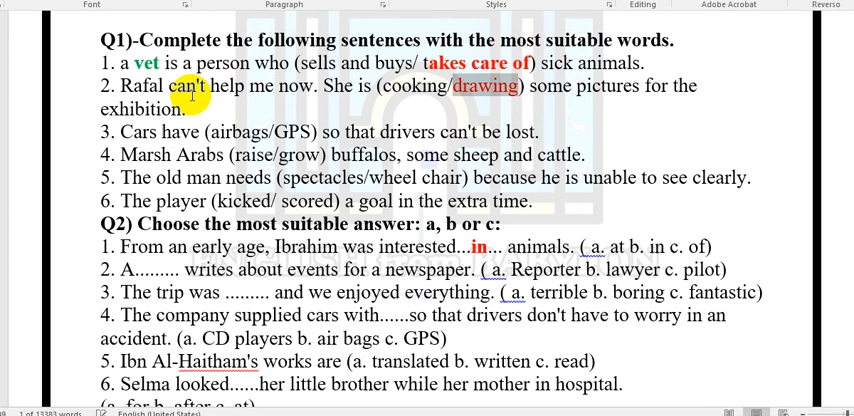 Font Paragraph Styles Editing Adobe Acrobat Reverso
Q1)-Complete the following sentences with the most suitable words.
1. a vet is a person who (sells and buys/ takes care of) sick animals.
2. Rafal can't help me now. She is (cooking/drawing) some pictures for the
exhibition.
3. Cars have (airbags/GPS) so that drivers can't be lost.
4. Marsh Arabs (raise/grow) buffalos, some sheep and cattle.
5. The old man needs (spectacles/wheel chair) because he is unable to see clearly.
6. The player (kicked/ scored) a goal in the extra time.
Q2) Choose the most suitable answer: a, b or c:
1. From an early age, Ibrahim was interested...in... animals. ( a. at b. in c. of)
2. A......... writes about events for a newspaper. ( a. Reporter b. lawyer c. pilot)
3. The trip was ......... and we enjoyed everything. ( a. terrible b. boring c. fantastic)
4. The company supplied cars with......so that drivers don't have to worry in an
accident. (a. CD players b. air bags c. GPS)
5. Ibn Al-Haitham's works are (a. translated b. written c. read)
6. Selma looked......her little brother while her mother in hospital.
(a. for b. after c. at)
1 of 13383 words English (United States)